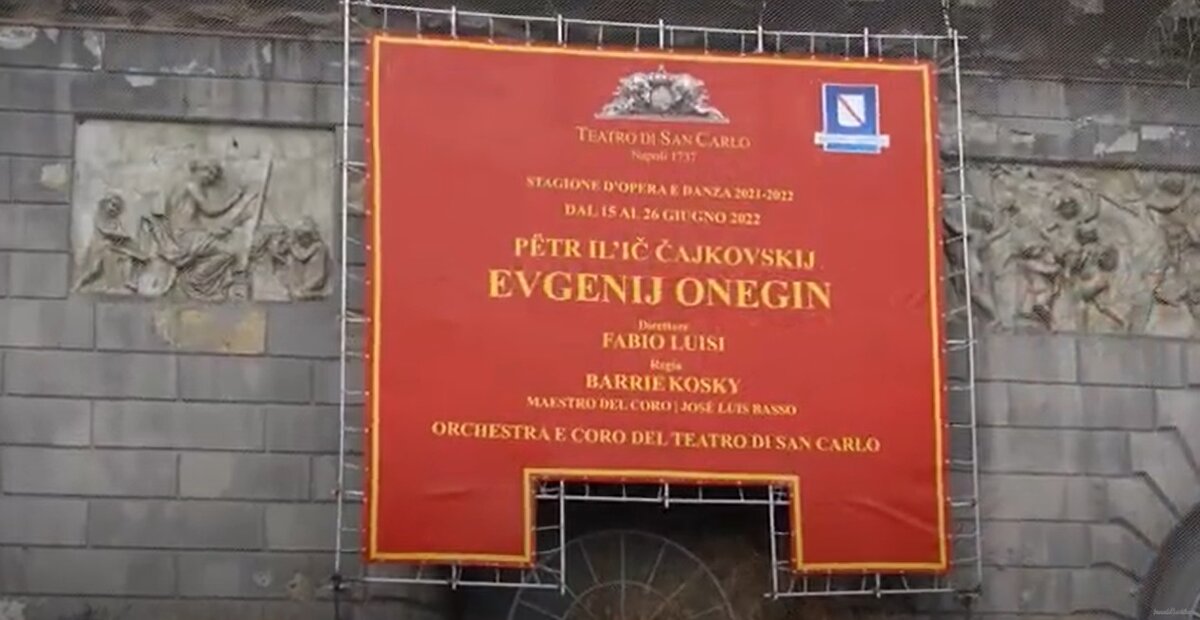 TEATRO DI SAN CARLO
Napoli 1737
STAGIONE D'OPERA E DANZA 2021-2022
DAL 15 AL 26 GIUGNO 2022
PËTR IL'IČ ČAJKOVSKIJ
EVGENIJ ONEGIN
Direttore
FABIO LUISI
Regia
BARRIE KOSKY
MAESTRO DEL CORO | JOSÉ LUIS BASSO
ORCHESTRA E CORO DEL TEATRO DI SAN CARLO